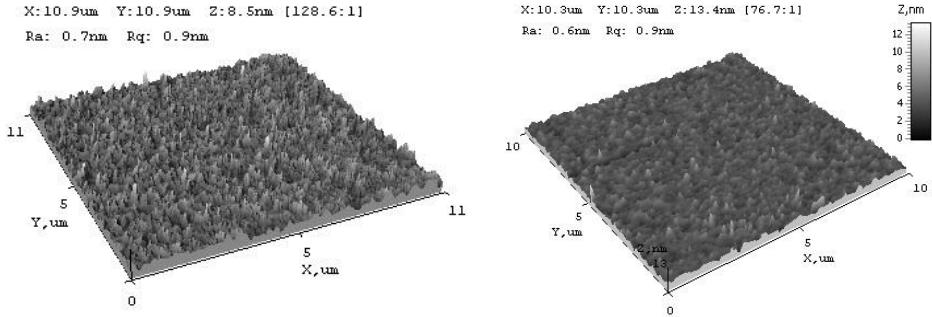 X:10.9um Y:10.9um Z:8.5nm [128.6:1]
Ra: 0.7nm Rq: 0.9nm
11
5
Y,um
0
5
X,um
11
X:10.3um Y:10.3um Z:13.4nm [76.7:1]
Ra: 0.6nm Rq: 0.9nm
Z,nm
12
10
8
6
4
2
0
10
5
Y,um
Z,nm
13
0
5
X,um
10